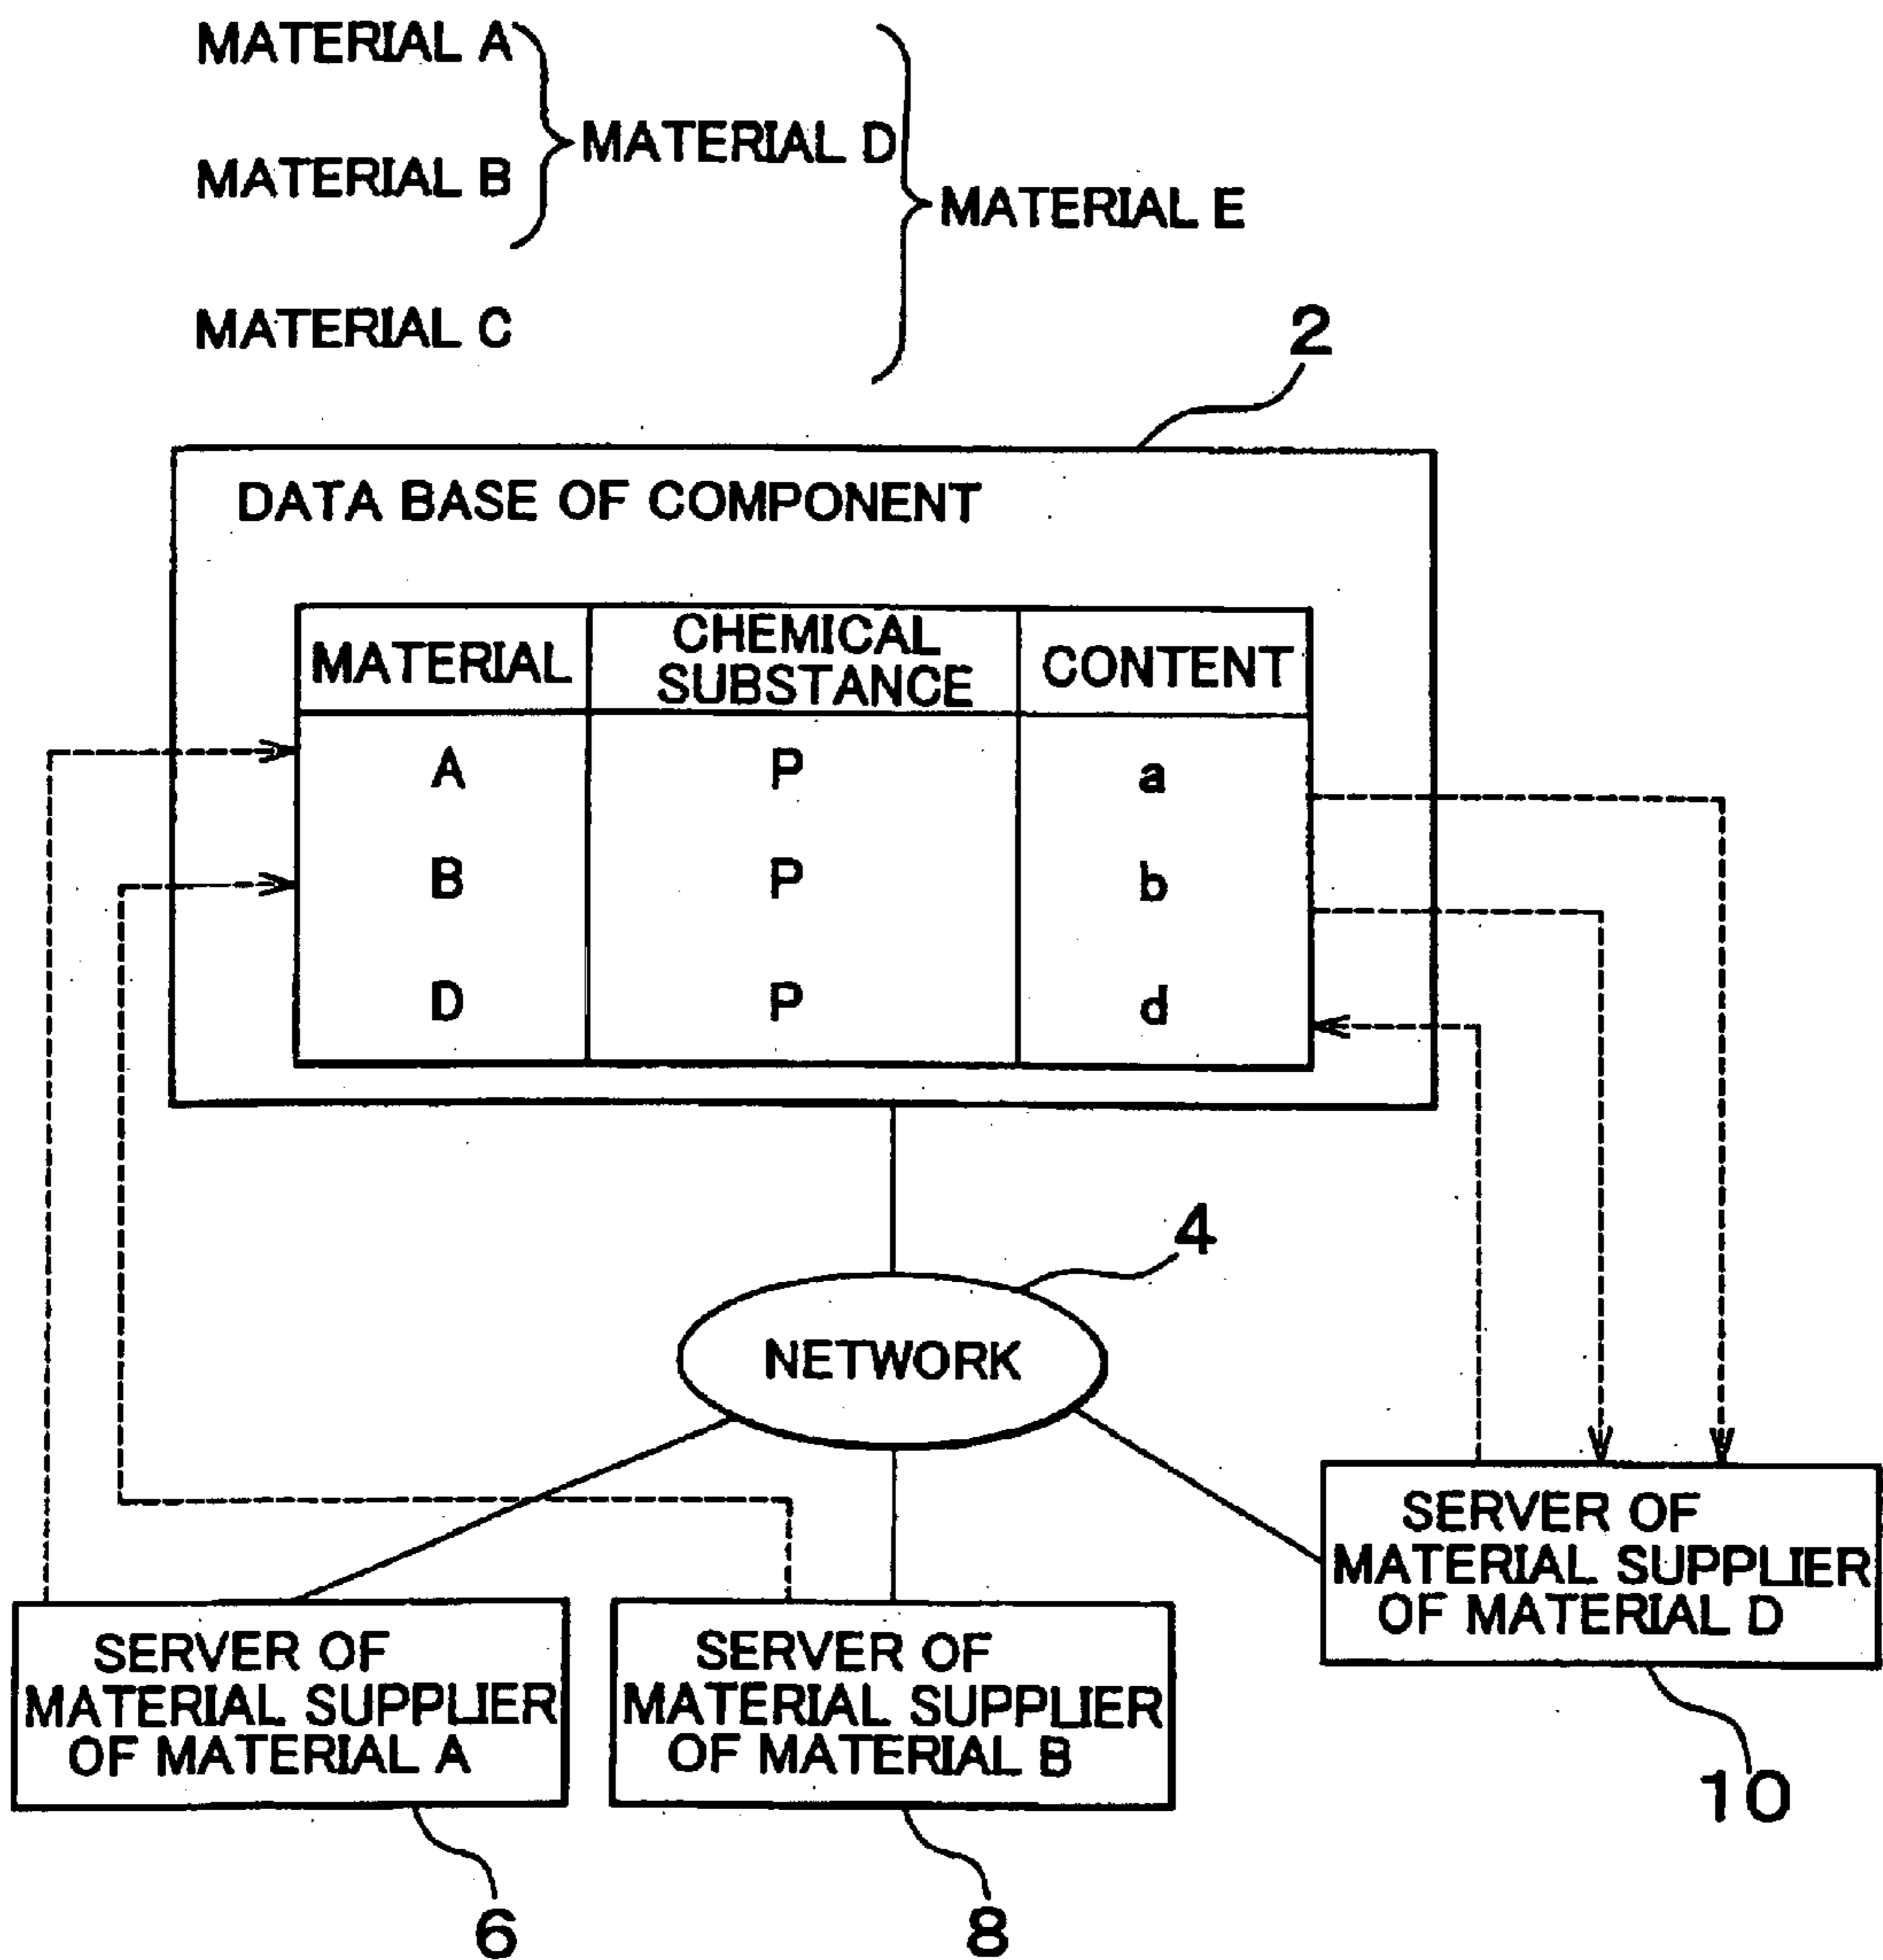 MATERIAL A
MATERIAL B
MATERIAL C
MATERIAL D
MATERIAL E
2
DATA BASE OF COMPONENT
MATERIAL CHEMICAL SUBSTANCE CONTENT
A P a
B P b
D P d
4
NETWORK
SERVER OF
MATERIAL SUPPLIER
OF MATERIAL A
6
SERVER OF
MATERIAL SUPPLIER
OF MATERIAL B
8
SERVER OF
MATERIAL SUPPLIER
OF MATERIAL D
10